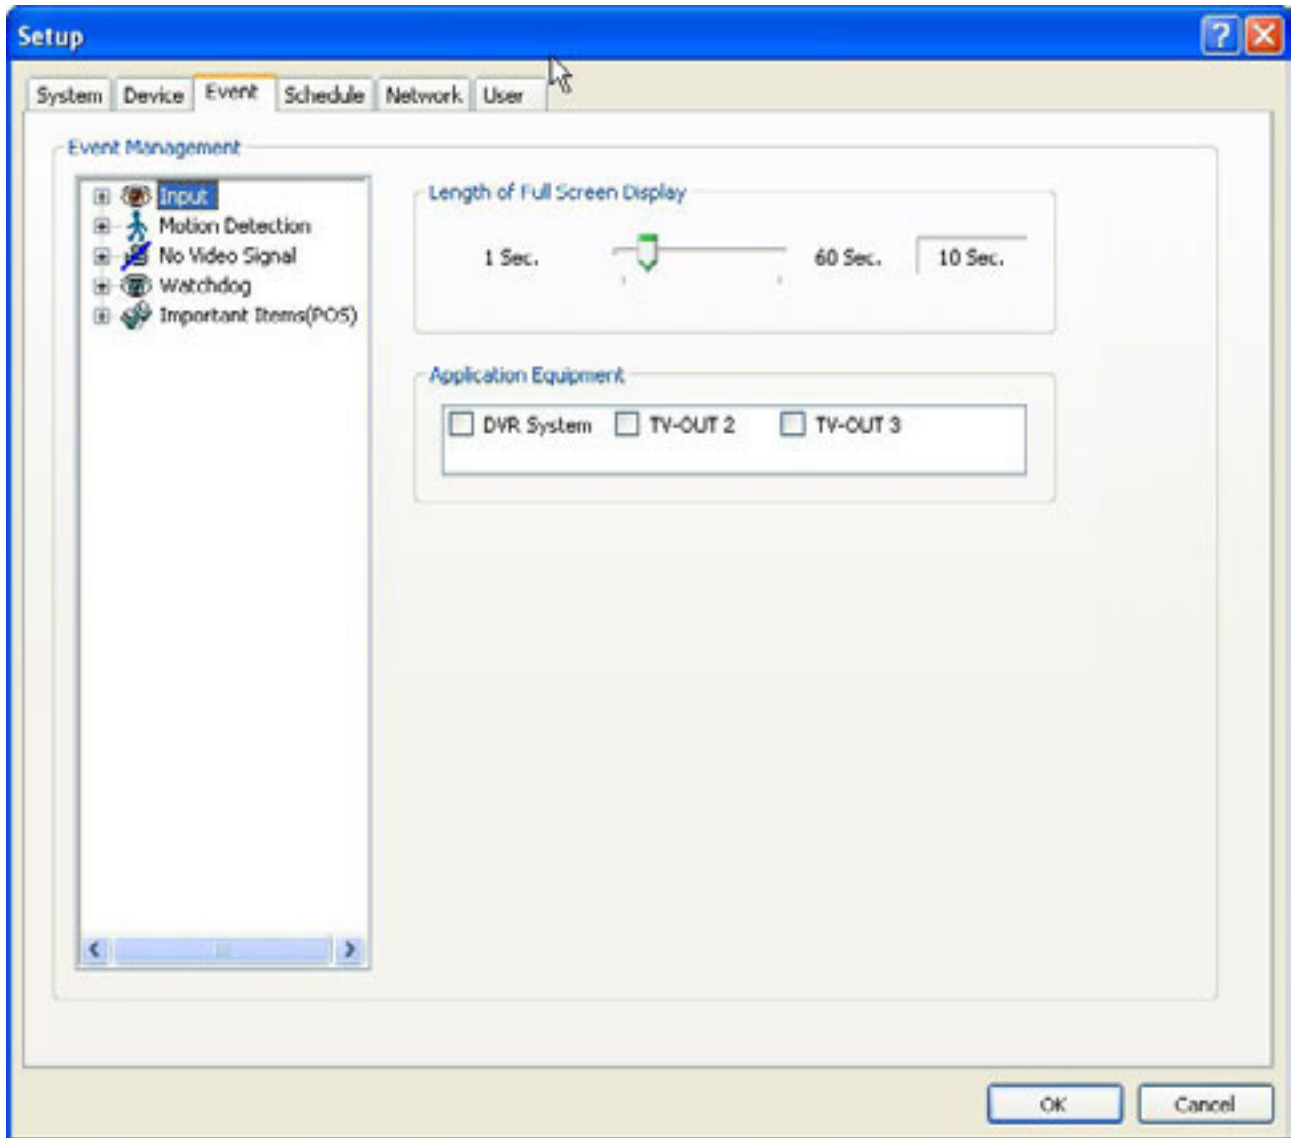 Setup
System Device Event Schedule Network User
Event Management
Input
Motion Detection
No Video Signal
Watchdog
Important Items(POS)
Length of Full Screen Display
1 Sec. 60 Sec. 10 Sec.
Application Equipment
DVR System TV-OUT 2 TV-OUT 3
OK Cancel